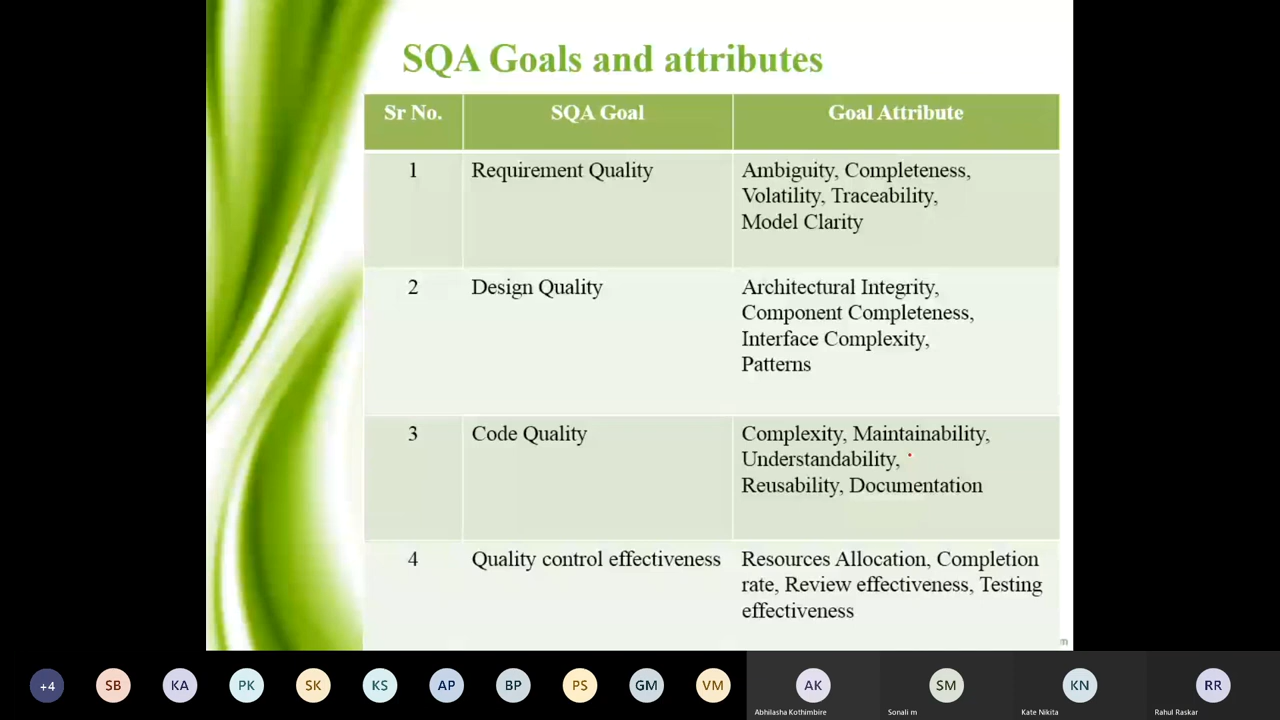 SQA Goals and attributes
Sr No. SQA Goal Goal Attribute
1 Requirement Quality Ambiguity, Completeness,
Volatility, Traceability,
Model Clarity
2 Design Quality Architectural Integrity,
Component Completeness,
Interface Complexity,
Patterns
3 Code Quality Complexity, Maintainability,
Understandability,
Reusability, Documentation
4 Quality control effectiveness Resources Allocation, Completion
rate, Review effectiveness, Testing
effectiveness
+4 SB KA PK SK KS AP BP PS GM VM AK SM KN RR
Abhilasha Kothimbire Sonali m Kate Nikita Rahul Raskar